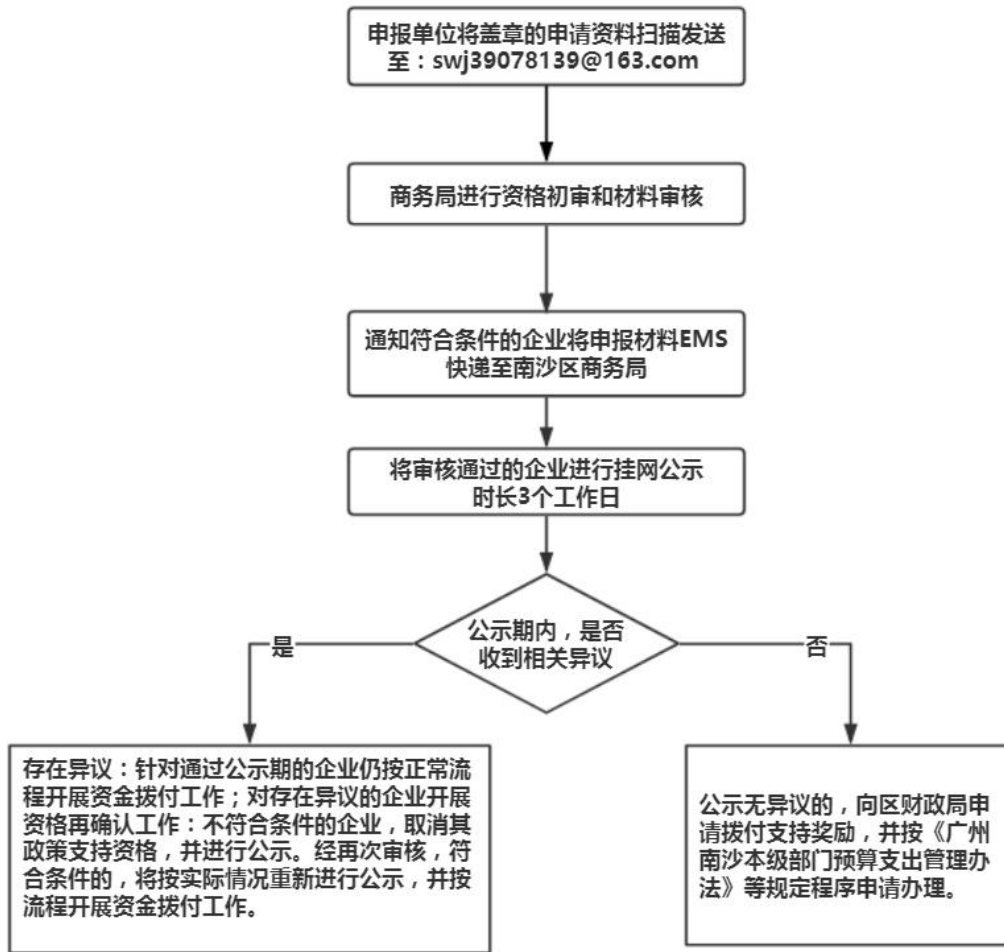 申报单位将盖章的申请资料扫描发送
至：swj39078139@163.com
商务局进行资格初审和材料审核
通知符合条件的企业将申报材料EMS
快递至南沙区商务局
将审核通过的企业进行挂网公示
时长3个工作日
公示期内，是否
收到相关异议
是
否
存在异议：针对通过公示期的企业仍按正常流
程开展资金拨付工作；对存在异议的企业开展
资格再确认工作：不符合条件的企业，取消其
政策支持资格，并进行公示。经再次审核，符
合条件的，将按实际情况重新进行公示，并按
流程开展资金拨付工作。
公示无异议的，向区财政局申
请拨付支持奖励，并按《广州
南沙本级部门预算支出管理办
法》等规定程序申请办理。